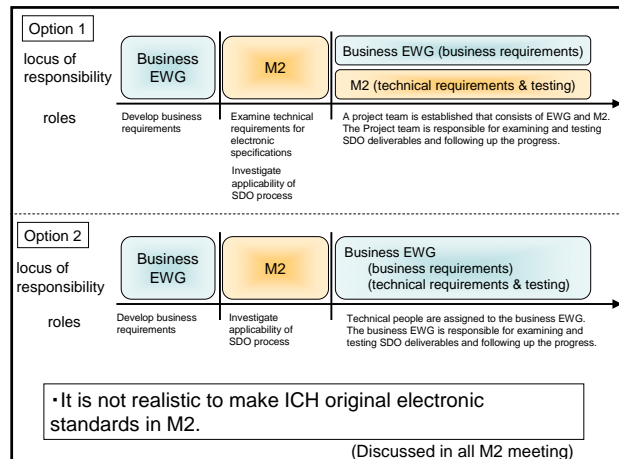 Option 1
locus of
responsibility
Business
EWG
M2
Business EWG (business requirements)
M2 (technical requirements & testing)
roles
Develop business
requirements
Examine technical
requirements for
electronic
specifications
Investigate
applicability of
SDO process
A project team is established that consists of EWG and M2.
The Project team is responsible for examining and testing
SDO deliverables and following up the progress.
Option 2
locus of
responsibility
Business
EWG
M2
Business EWG
(business requirements)
(technical requirements & testing)
roles
Develop business
requirements
Investigate
applicability of
SDO process
Technical people are assigned to the business EWG.
The business EWG is responsible for examining and
testing SDO deliverables and following up the progress.
・It is not realistic to make ICH original electronic
standards in M2.
(Discussed in all M2 meeting)